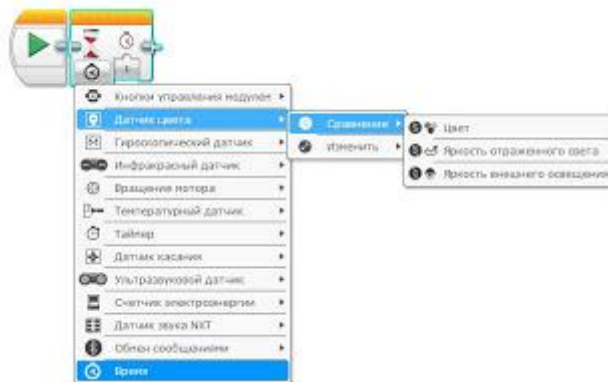 Кнопки управления модулем
Датчик цвета
Гироскопический датчик
Инфракрасный датчик
Вращение мотора
Температурный датчик
Таймер
Датчик касания
Ультразвуковой датчик
Счетчик электроэнергии
Датчик звука NXT
Обмен сообщениями
Время
Сравнение
Изменить
Цвет
Яркость отраженного света
Яркость внешнего освещения